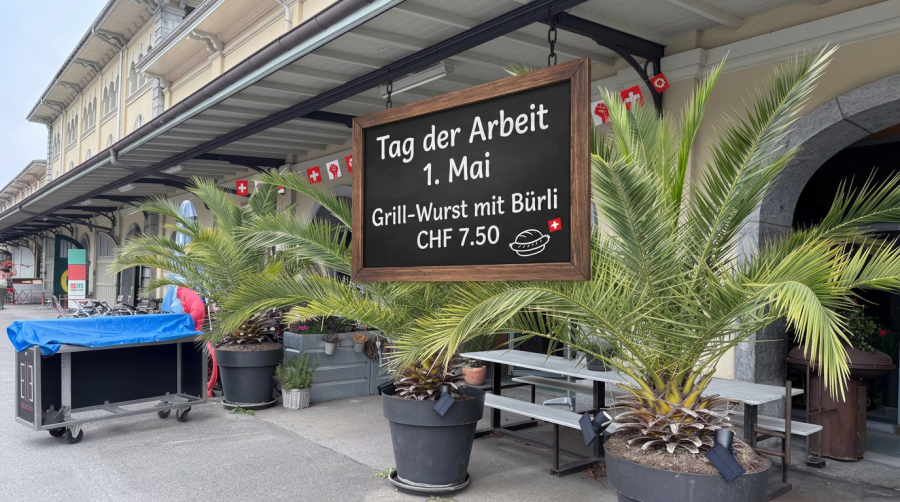 Tag der Arbeit
1. Mai
Grill-Wurst mit Bürli
CHF 7.50